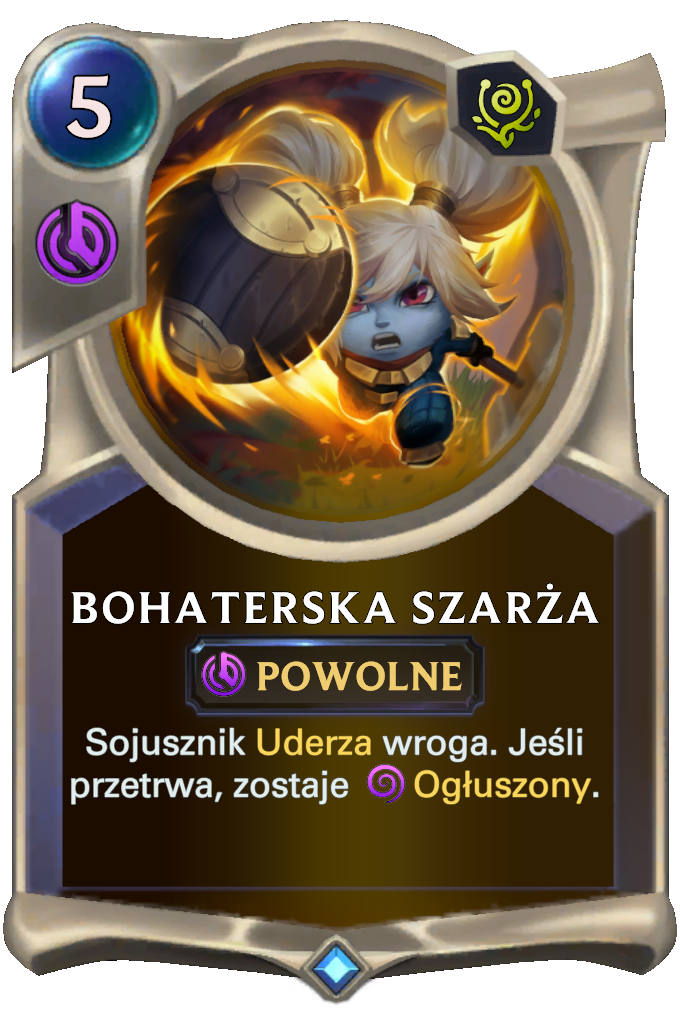 5
BOHATERSKA SZARŻA
POWOLNE
Sojusznik Uderza wroga. Jeśli
przetrwa, zostaje Ogłuszony.